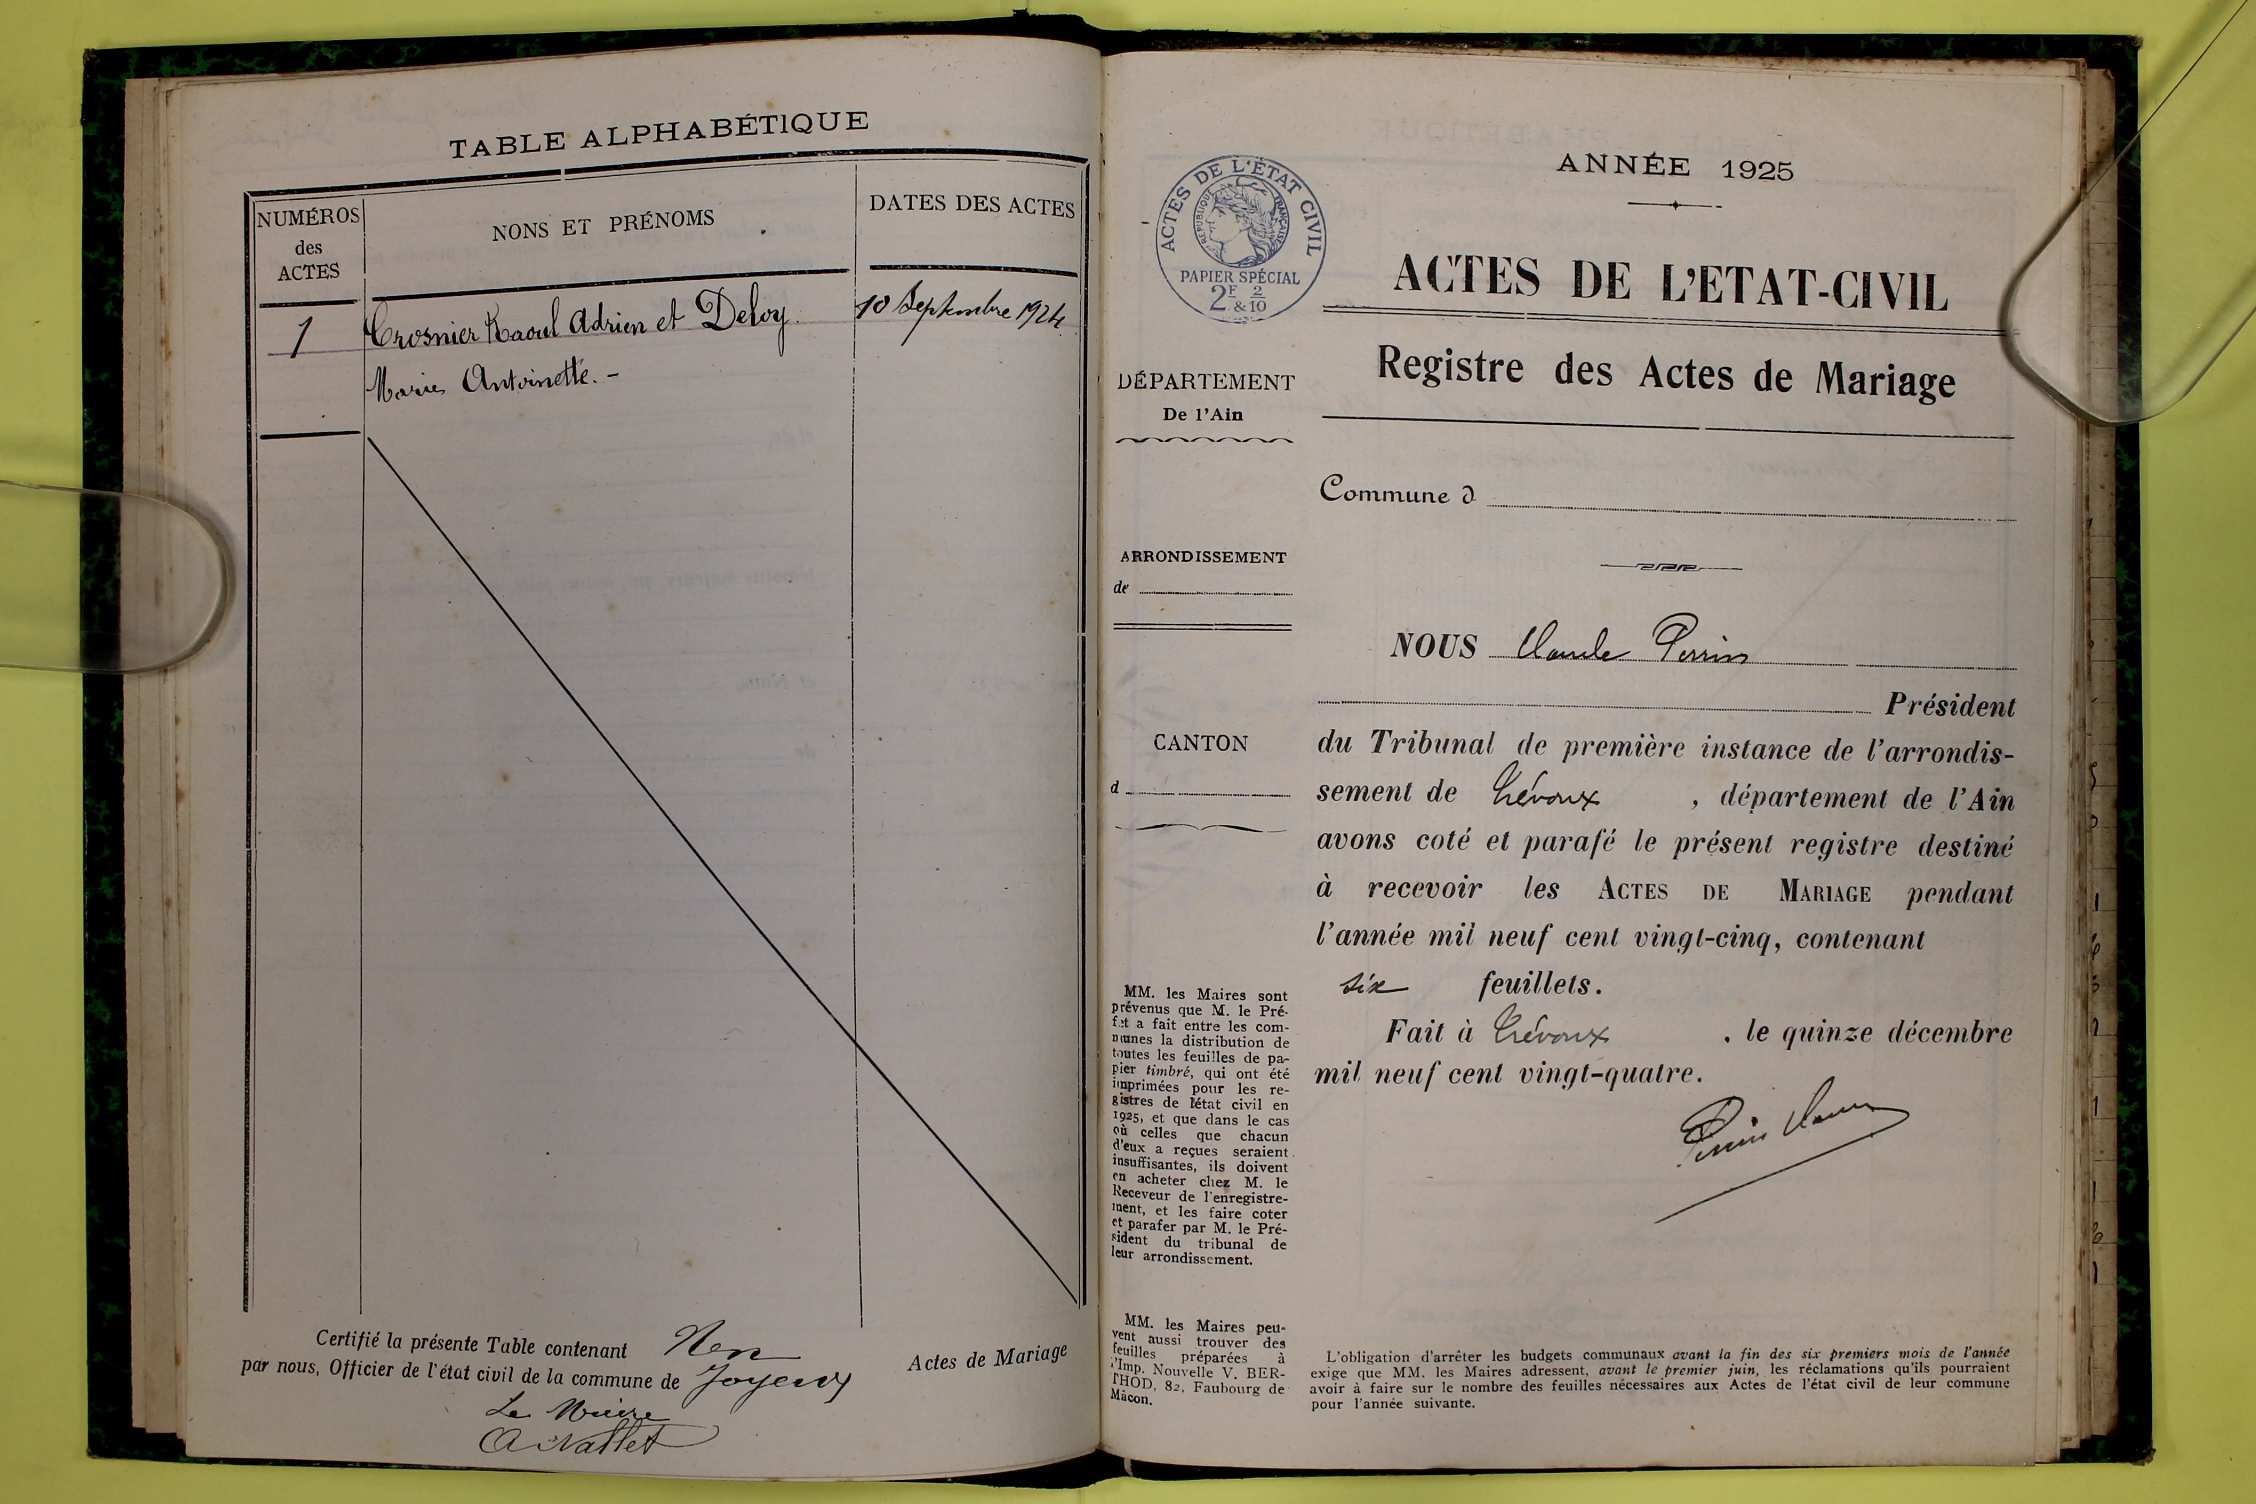 TABLE ALPHABÉTIQUE
NUMÉROS
des
ACTES
NONS ET PRÉNOMS
DATES DES ACTES
1
Crosnier Raoul Adrien et Deloy
10 Septembre 1924
Marie Antoinette. -
Certifié la présente Table contenant
Actes de Mariage
par nous, Officier de l'état civil de la commune de Joyeux
Le Maire
ANNÉE 1925
ACTES DE L'ÉTAT CIVIL
RÉPUBLIQUE FRANÇAISE
PAPIER SPÉCIAL
2F & 2/10
ACTES DE L'ETAT-CIVIL
Registre des Actes de Mariage
DÉPARTEMENT
De l'Ain
Commune d
ARRONDISSEMENT
de
CANTON
d
NOUS Claude Perrin
Président
du Tribunal de première instance de l'arrondis-
sement de Trévoux , département de l'Ain
avons coté et parafé le présent registre destiné
à recevoir les ACTES DE MARIAGE pendant
l'année mil neuf cent vingt-cinq, contenant
six feuillets.
Fait à Trévoux , le quinze décembre
mil neuf cent vingt-quatre.
Perrin Claude
MM. les Maires sont
prévenus que M. le Pré-
fet a fait entre les com-
munes la distribution de
toutes les feuilles de pa-
pier timbré, qui ont été
imprimées pour les re-
gistres de l'état civil en
1925, et que dans le cas
où celles que chacun
d'eux a reçues seraient
insuffisantes, ils doivent
en acheter chez M. le
Receveur de l'enregistre-
ment, et les faire coter
et parafer par M. le Pré-
sident du tribunal de
leur arrondissement.
MM. les Maires peu-
vent aussi trouver des
feuilles préparées à
l'Imp. Nouvelle V. BER-
THOD, 82, Faubourg de
Mâcon.
L'obligation d'arrêter les budgets communaux avant la fin des six premiers mois de l'année
exige que MM. les Maires adressent, avant le premier juin, les réclamations qu'ils pourraient
avoir à faire sur le nombre des feuilles nécessaires aux Actes de l'état civil de leur commune
pour l'année suivante.